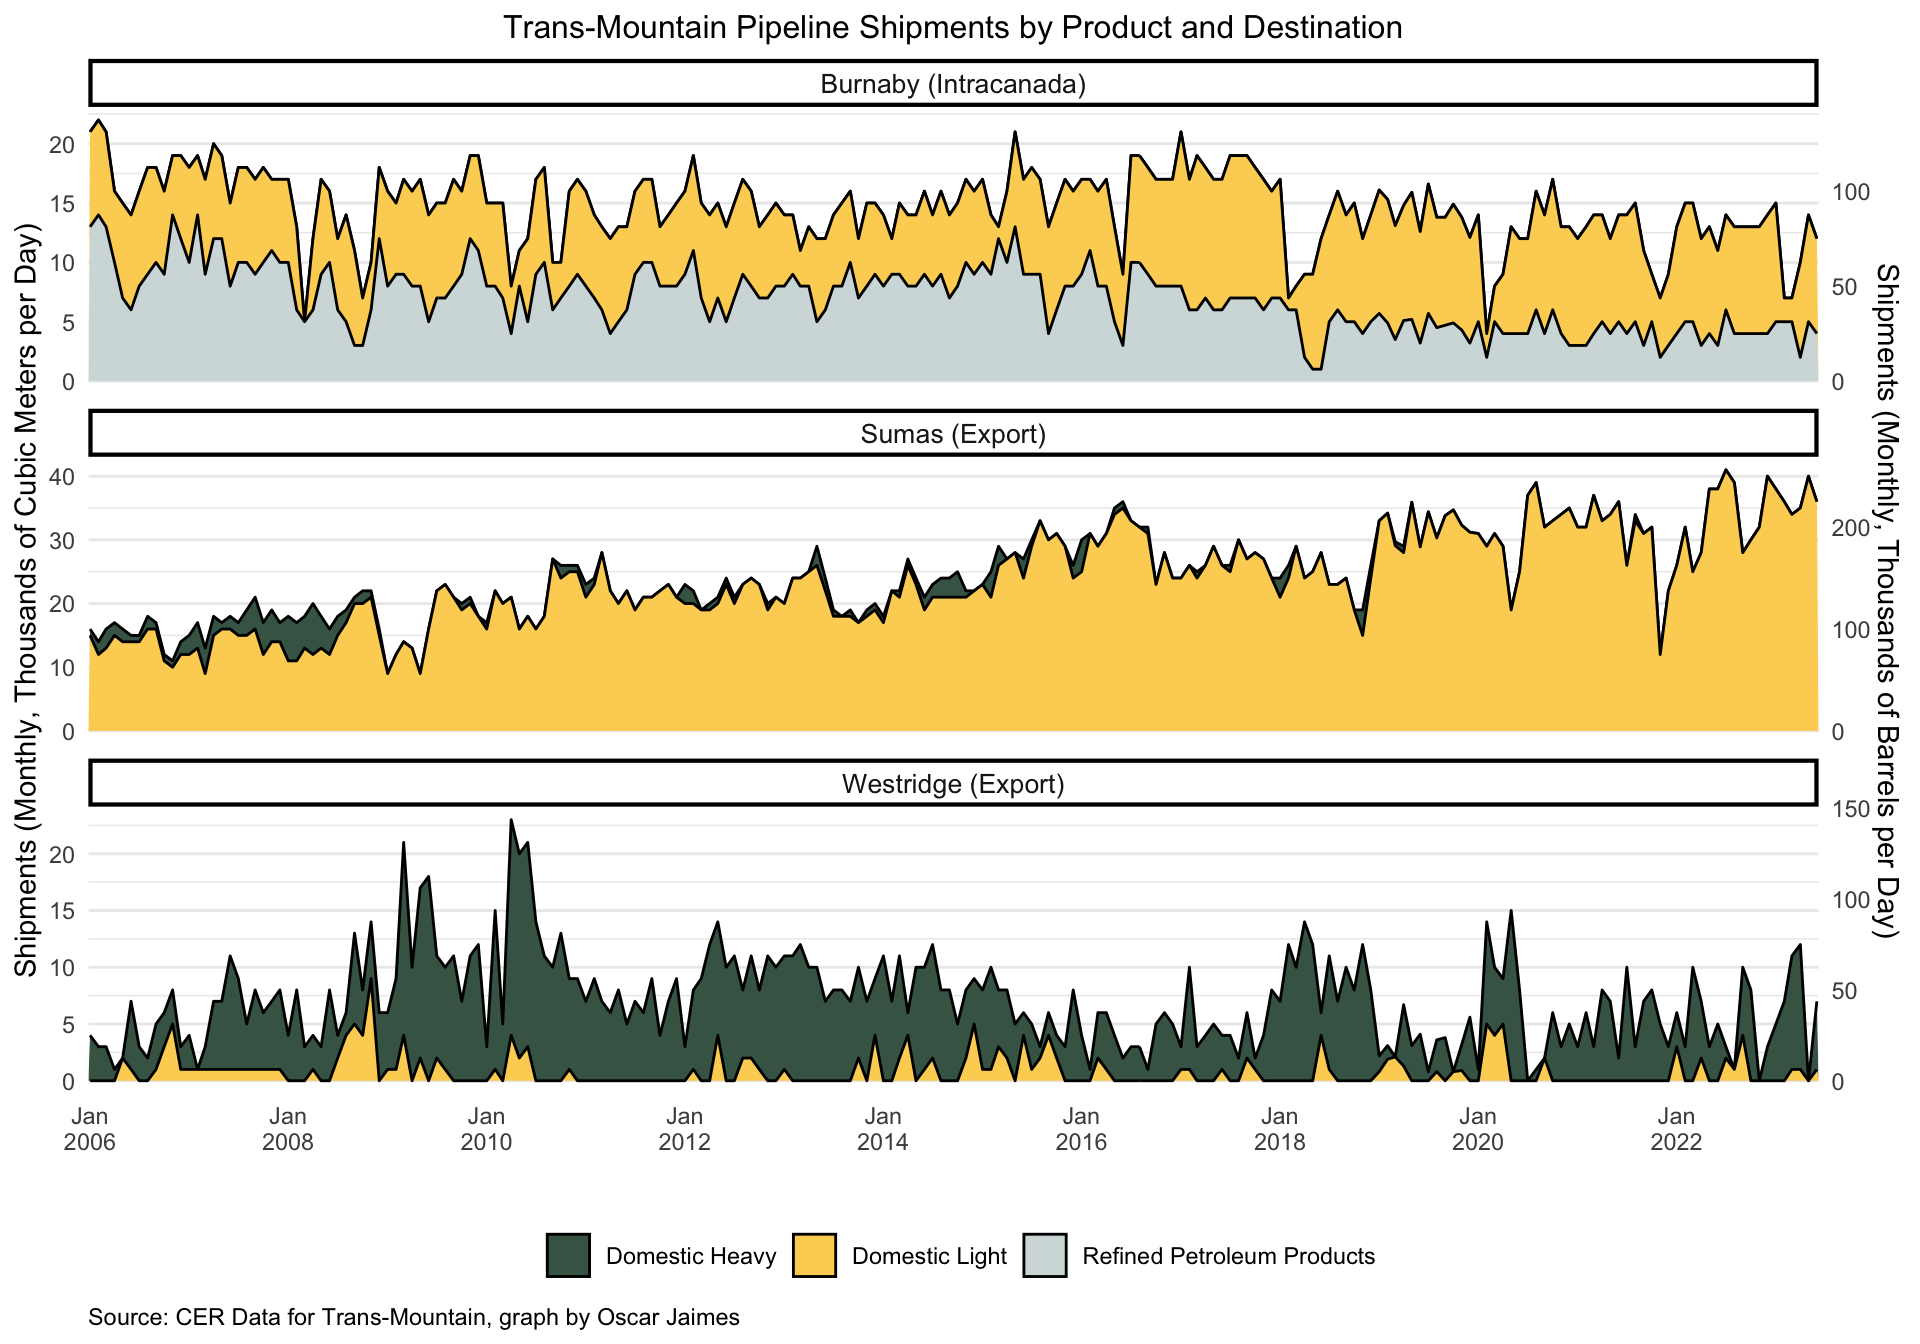 Trans-Mountain Pipeline Shipments by Product and Destination
Shipments (Monthly, Thousands of Cubic Meters per Day)
Burnaby (Intracanada)
20
15
10
5
0
100
50
0
Sumas (Export)
40
30
20
10
0
200
100
0
Westridge (Export)
20
15
10
5
0
150
100
50
0
Shipments (Monthly, Thousands of Barrels per Day)
Jan 2006
Jan 2008
Jan 2010
Jan 2012
Jan 2014
Jan 2016
Jan 2018
Jan 2020
Jan 2022
Domestic Heavy
Domestic Light
Refined Petroleum Products
Source: CER Data for Trans-Mountain, graph by Oscar Jaimes